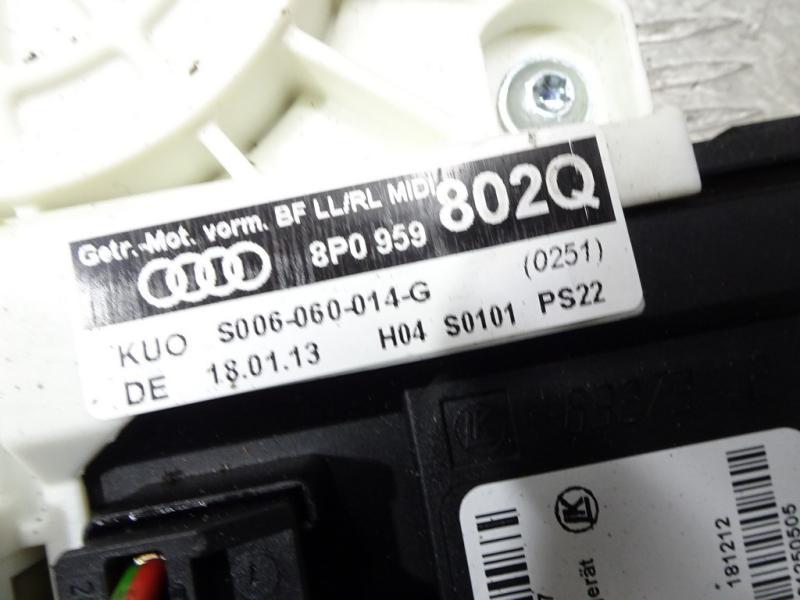 Getr.-Mot. vorm. BF LL/RL MIDI
8P0 959 802Q
KUO S006-060-014-G (0251)
DE 18.01.13 H04 S0101 PS22
181212